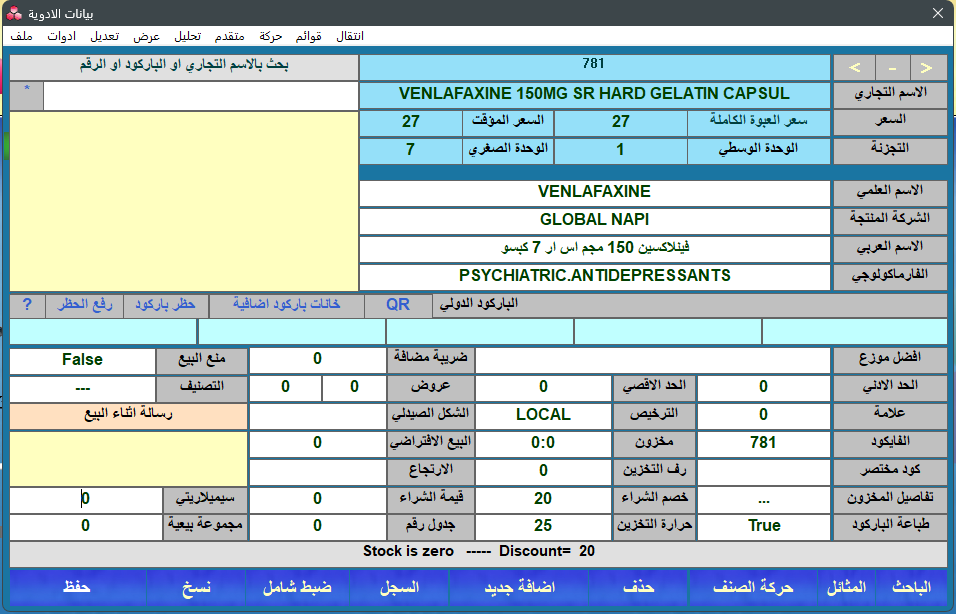 بيانات الادوية
ملف ادوات تعديل عرض تحليل متقدم حركة قوائم انتقال
بحث بالاسم التجاري او الباركود او الرقم 781 < - >
*
الاسم التجاري VENLAFAXINE 150MG SR HARD GELATIN CAPSUL
السعر سعر العبوة الكاملة 27 السعر المؤقت 27
التجزئة الوحدة الوسطي 1 الوحدة الصغري 7
الاسم العلمي VENLAFAXINE
الشركة المنتجة GLOBAL NAPI
الاسم العربي فينلاكسين 150 مجم اس ار 7 كبسو
الفارماكولوجي PSYCHIATRIC.ANTIDEPRESSANTS
الباركود الدولي QR خانات باركود اضافية حظر باركود رفع الحظر ?
افضل موزع ضريبة مضافة 0 منع البيع False
الحد الادني 0 الحد الاقصي 0 عروض 0 0 التصنيف ---
علامة 0 الترخيص LOCAL الشكل الصيدلي رسالة اثناء البيع
الفايكود 781 مخزون 0:0 البيع الافتراضي 0
كود مختصر رف التخزين 0 الارتجاع
تفاصيل المخزون ... خصم الشراء 20 قيمة الشراء 0 سيميلاريتي 0
طباعة الباركود True حرارة التخزين 25 جدول رقم 0 مجموعة بيعية 0
Stock is zero ----- Discount= 20
الباحث المثائل حركة الصنف حذف اضافة جديد السجل ضبط شامل نسخ حفظ